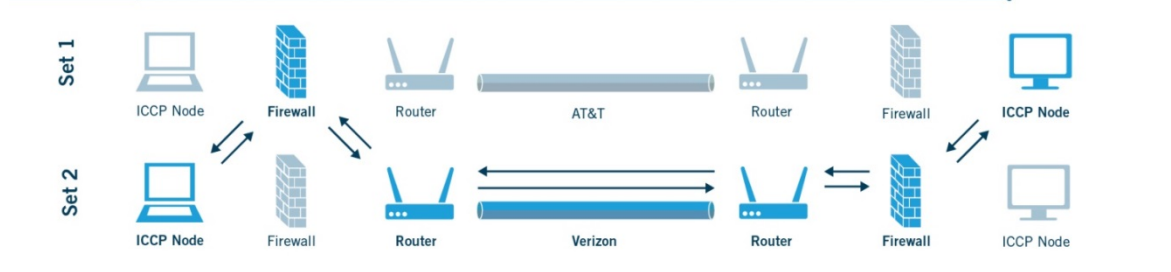 Set 1
ICCP Node
Firewall
Router
AT&T
Router
Firewall
ICCP Node
Set 2
ICCP Node
Firewall
Router
Verizon
Router
Firewall
ICCP Node